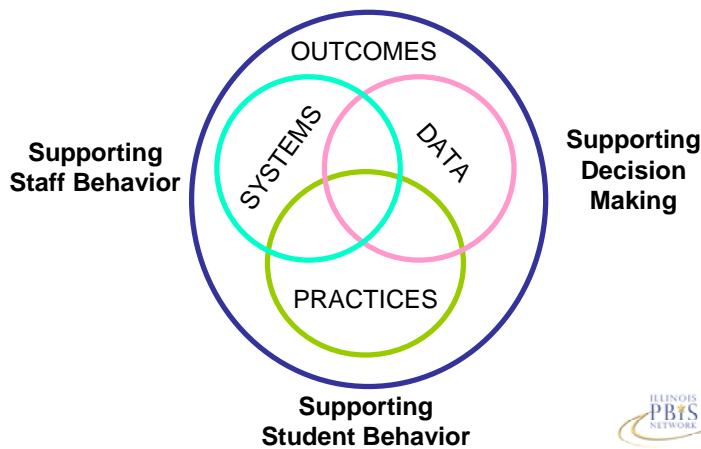 OUTCOMES
SYSTEMS
DATA
Supporting
Staff Behavior
Supporting
Decision
Making
PRACTICES
Supporting
Student Behavior
ILLINOIS
PBIS
NETWORK